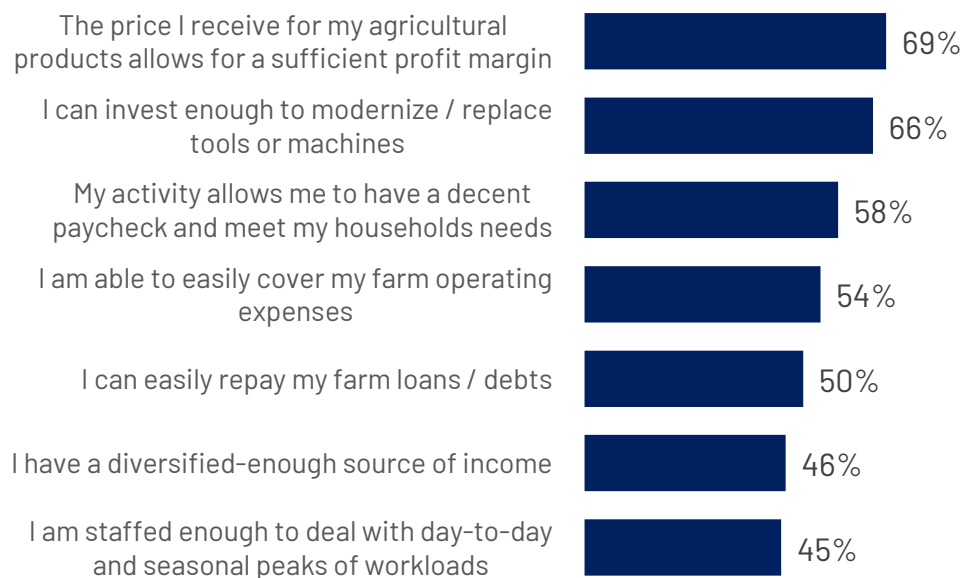 The price I receive for my agricultural
products allows for a sufficient profit margin
69%
I can invest enough to modernize / replace
tools or machines
66%
My activity allows me to have a decent
paycheck and meet my households needs
58%
I am able to easily cover my farm operating
expenses
54%
I can easily repay my farm loans / debts
50%
I have a diversified-enough source of income
46%
I am staffed enough to deal with day-to-day
and seasonal peaks of workloads
45%